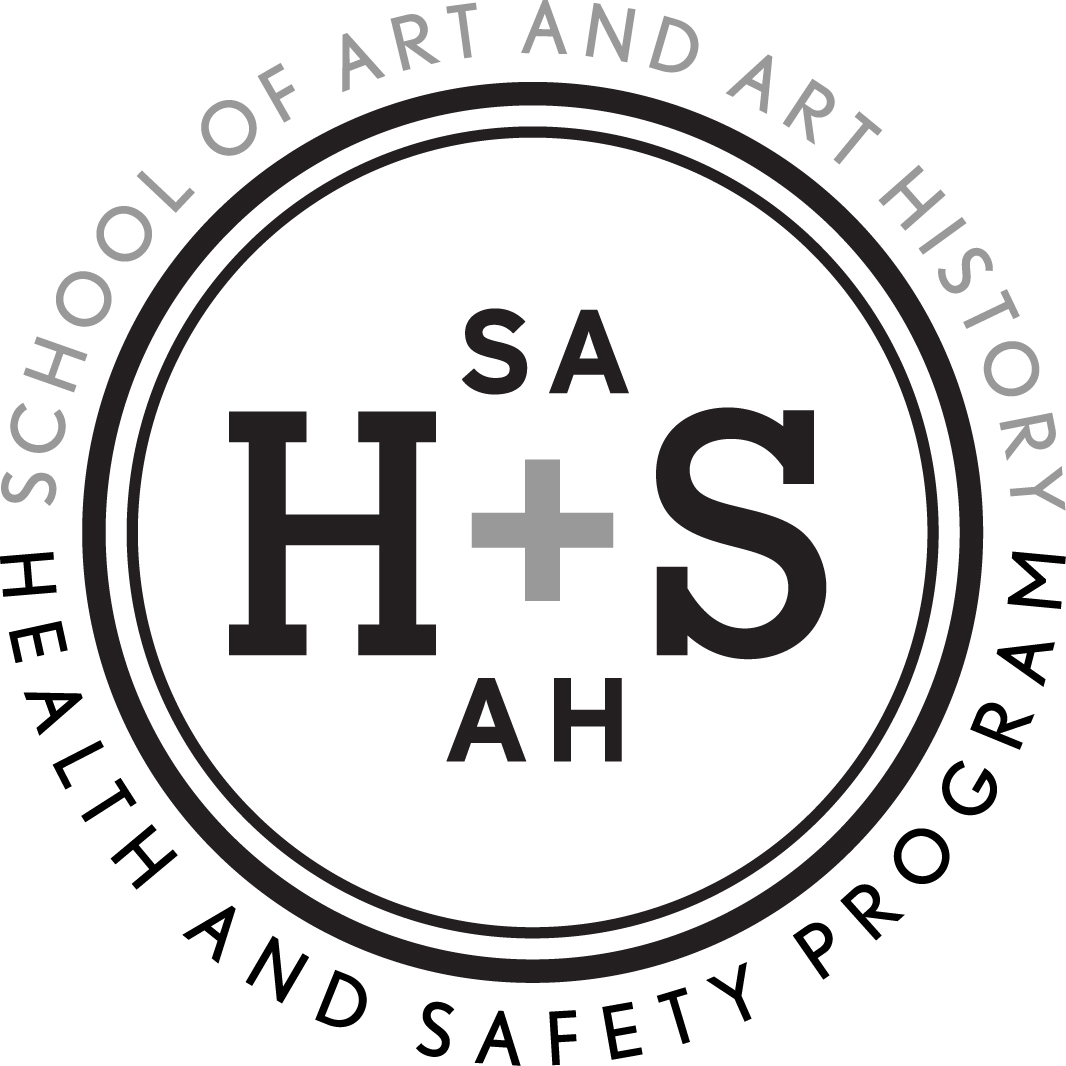 SCHOOL OF ART AND ART HISTORY
SA
H+S
AH
HEALTH AND SAFETY PROGRAM